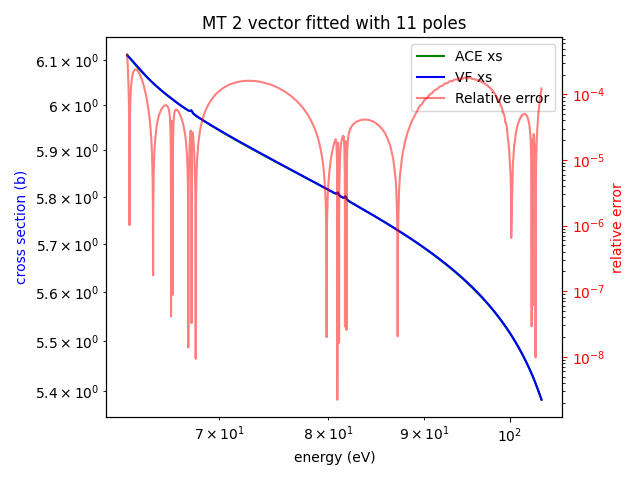 MT 2 vector fitted with 11 poles
ACE xs
VF xs
Relative error
6.1 × 10⁰
6 × 10⁰
5.9 × 10⁰
5.8 × 10⁰
5.7 × 10⁰
5.6 × 10⁰
5.5 × 10⁰
5.4 × 10⁰
cross section (b)
10⁻⁴
10⁻⁵
10⁻⁶
10⁻⁷
10⁻⁸
relative error
7 × 10¹
8 × 10¹
9 × 10¹
10²
energy (eV)